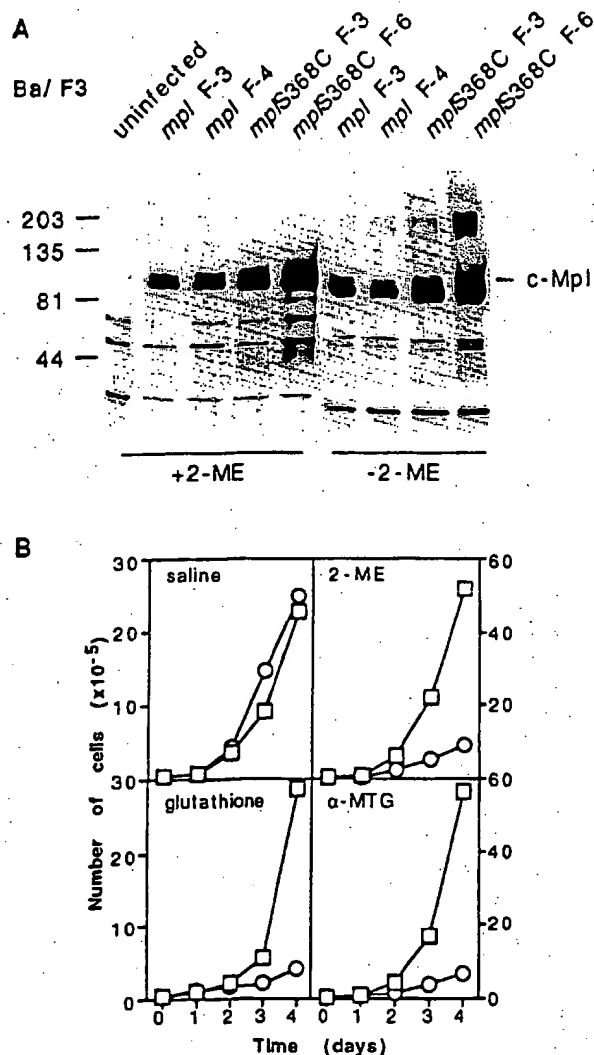 A
Ba/ F3
uninfected
mpl F-3
mpl F-4
mplS368C F-3
mplS368C F-6
mpl F-3
mpl F-4
mplS368C F-3
mplS368C F-6
203
135
81
44
c-Mpl
+2-ME
-2-ME
B
Number of cells (x10-5)
30
20
10
30
20
10
0
saline
2-ME
60
40
20
60
40
20
0
glutathione
α-MTG
0 1 2 3 4
0 1 2 3 4
Time (days)